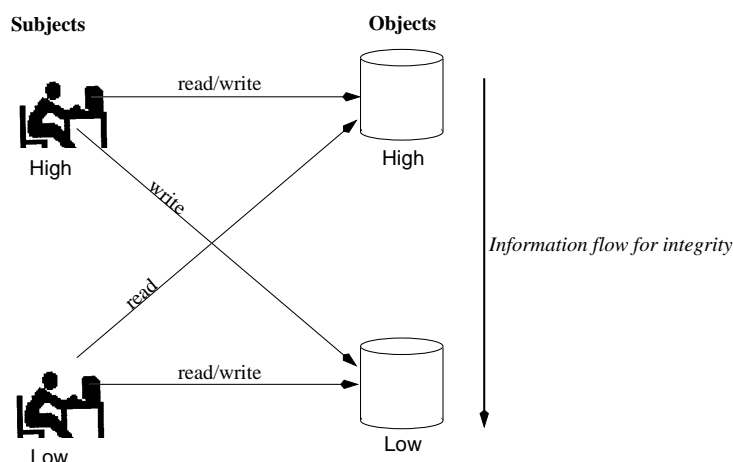 Subjects
Objects
read/write
High
High
write
Information flow for integrity
read
read/write
Low
Low